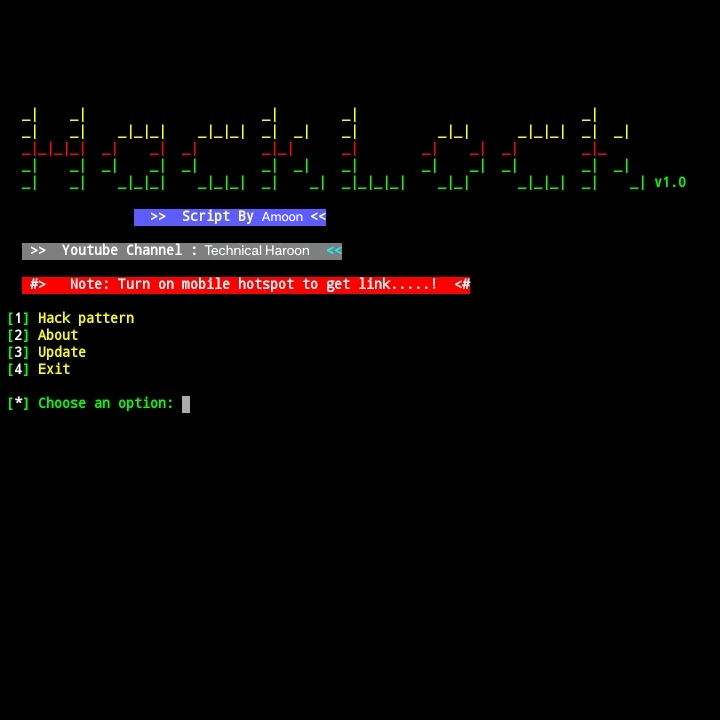 HackLock v1.0
>> Script By Amoon <<
>> Youtube Channel : Technical Haroon <<
#> Note: Turn on mobile hotspot to get link.....! <#
[1] Hack pattern
[2] About
[3] Update
[4] Exit
[*] Choose an option: